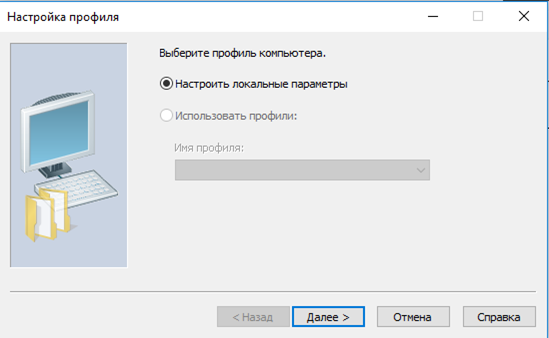 Настройка профиля
Выберите профиль компьютера.
Настроить локальные параметры
Использовать профили:
Имя профиля:
< Назад Далее > Отмена Справка